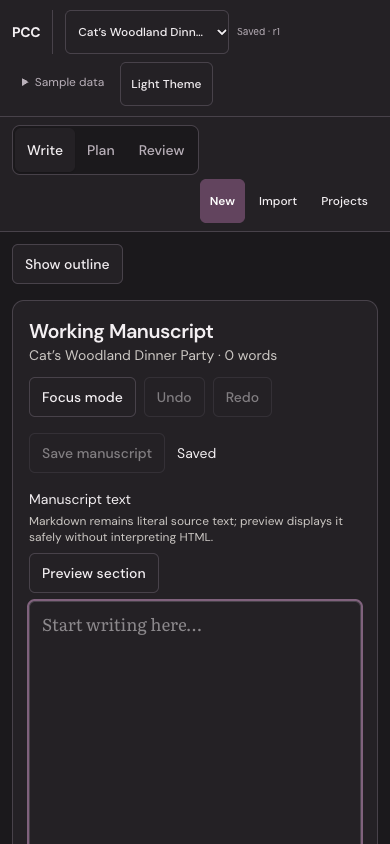 PCC
Cat’s Woodland Dinn...
Saved · r1
Sample data
Light Theme
Write
Plan
Review
New
Import
Projects
Show outline
Working Manuscript
Cat’s Woodland Dinner Party · 0 words
Focus mode
Undo
Redo
Save manuscript
Saved
Manuscript text
Markdown remains literal source text; preview displays it
safely without interpreting HTML.
Preview section
Start writing here...